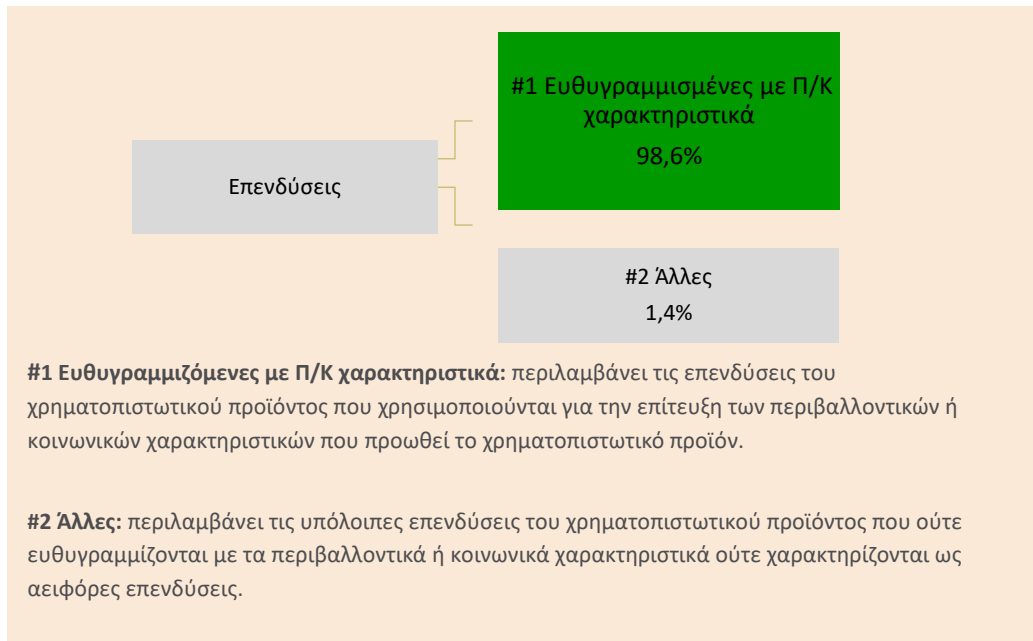 #1 Ευθυγραμμισμένες με Π/Κ
χαρακτηριστικά
98,6%
Επενδύσεις
#2 Άλλες
1,4%
#1 Ευθυγραμμιζόμενες με Π/Κ χαρακτηριστικά: περιλαμβάνει τις επενδύσεις του
χρηματοπιστωτικού προϊόντος που χρησιμοποιούνται για την επίτευξη των περιβαλλοντικών ή
κοινωνικών χαρακτηριστικών που προωθεί το χρηματοπιστωτικό προϊόν.
#2 Άλλες: περιλαμβάνει τις υπόλοιπες επενδύσεις του χρηματοπιστωτικού προϊόντος που ούτε
ευθυγραμμίζονται με τα περιβαλλοντικά ή κοινωνικά χαρακτηριστικά ούτε χαρακτηρίζονται ως
αειφόρες επενδύσεις.